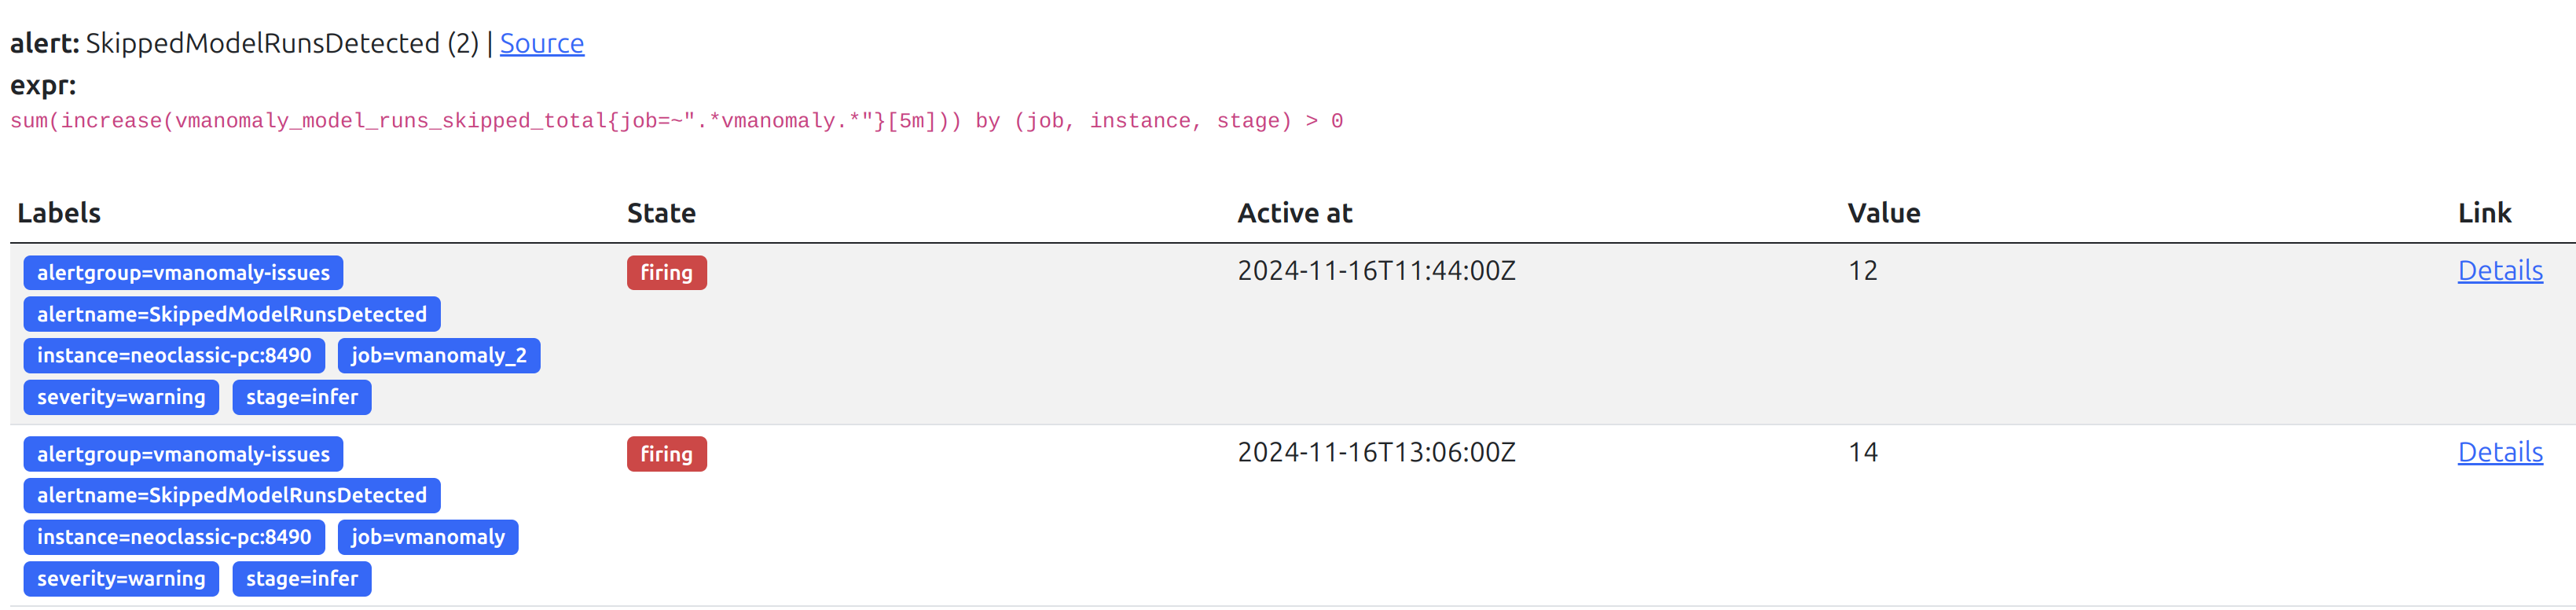 alert: SkippedModelRunsDetected (2) | Source
expr:
sum(increase(vmanomaly_model_runs_skipped_total{job=~".*vmanomaly.*"}[5m])) by (job, instance, stage) > 0
Labels State Active at Value Link
alertgroup=vmanomaly-issues firing 2024-11-16T11:44:00Z 12 Details
alertname=SkippedModelRunsDetected
instance=neoclassic-pc:8490 job=vmanomaly_2
severity=warning stage=infer
alertgroup=vmanomaly-issues firing 2024-11-16T13:06:00Z 14 Details
alertname=SkippedModelRunsDetected
instance=neoclassic-pc:8490 job=vmanomaly
severity=warning stage=infer